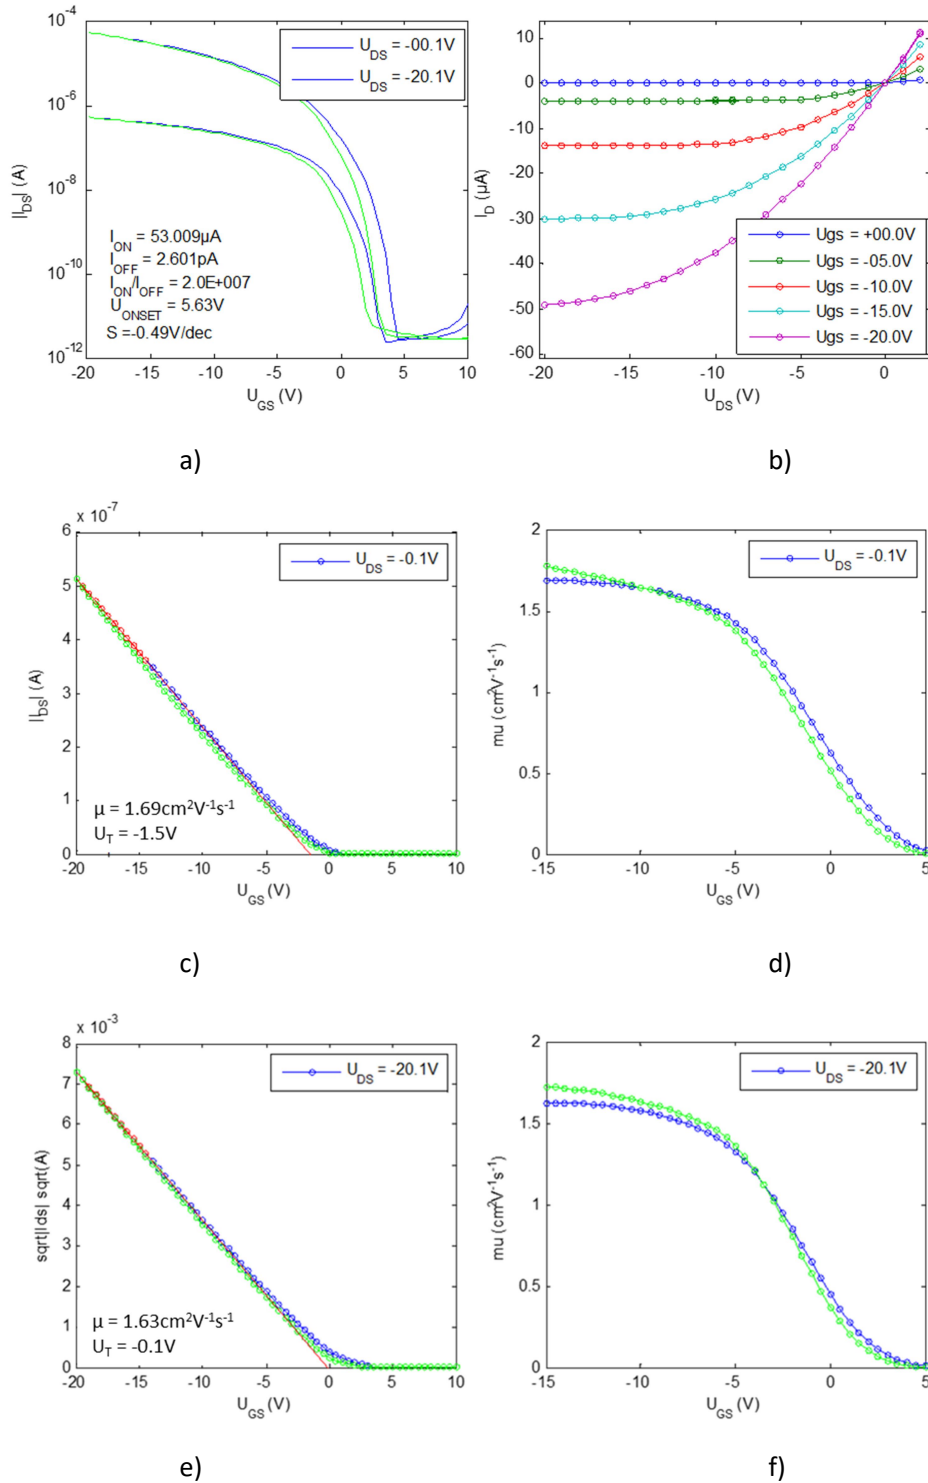 10^-4
10^-6
10^-8
10^-10
10^-12
||_DS| (A)
U_DS = -00.1V
U_DS = -20.1V
I_ON = 53.009µA
I_OFF = 2.601pA
I_ON/I_OFF = 2.0E+007
U_ONSET = 5.63V
S =-0.49V/dec
-20 -15 -10 -5 0 5 10
U_GS (V)
a)
10
0
-10
-20
-30
-40
-50
-60
I_D (µA)
Ugs = +00.0V
Ugs = -05.0V
Ugs = -10.0V
Ugs = -15.0V
Ugs = -20.0V
-20 -15 -10 -5 0
U_DS (V)
b)
x 10^-7
6
5
4
3
2
1
0
||_DS| (A)
U_DS = -0.1V
µ = 1.69cm²V⁻¹s⁻¹
U_T = -1.5V
-20 -15 -10 -5 0 5 10
U_GS (V)
c)
2
1.5
1
0.5
0
mu (cm²V⁻¹s⁻¹)
U_DS = -0.1V
-15 -10 -5 0 5
U_GS (V)
d)
x 10^-3
8
7
6
5
4
3
2
1
0
sqrt|Ids| sqrt(A)
U_DS = -20.1V
µ = 1.63cm²V⁻¹s⁻¹
U_T = -0.1V
-20 -15 -10 -5 0 5 10
U_GS (V)
e)
2
1.5
1
0.5
0
mu (cm²V⁻¹s⁻¹)
U_DS = -20.1V
-15 -10 -5 0 5
U_GS (V)
f)